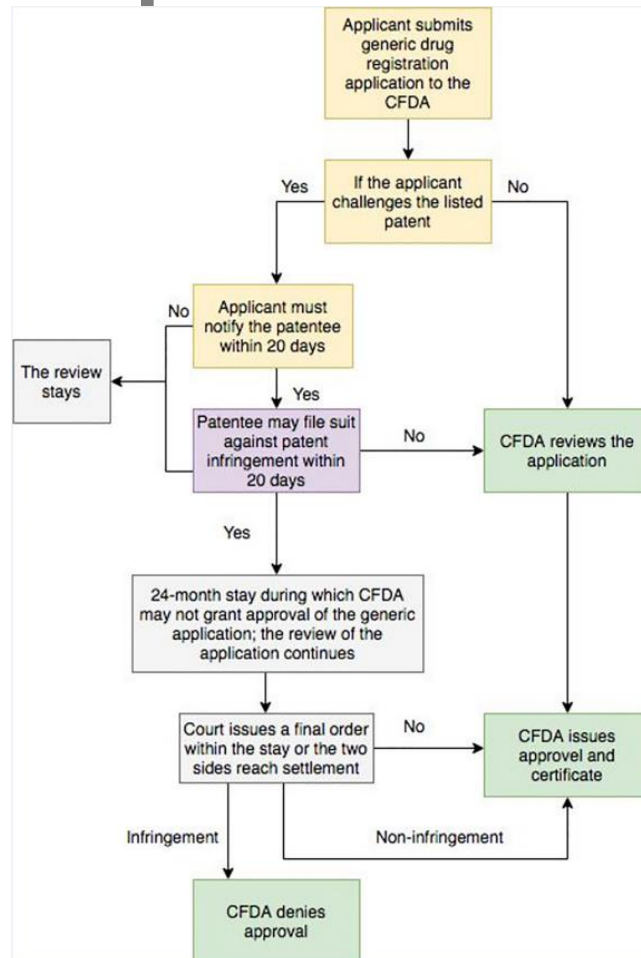 Applicant submits
generic drug
registration
application to the
CFDA
Yes
If the applicant
challenges the listed
patent
No
No
Applicant must
notify the patentee
within 20 days
The review
stays
Yes
Patentee may file suit
against patent
infringement within
20 days
No
CFDA reviews the
application
Yes
24-month stay during which CFDA
may not grant approval of the generic
application; the review of the
application continues
Court issues a final order
within the stay or the two
sides reach settlement
No
CFDA issues
approvel and
certificate
Infringement
Non-infringement
CFDA denies
approval